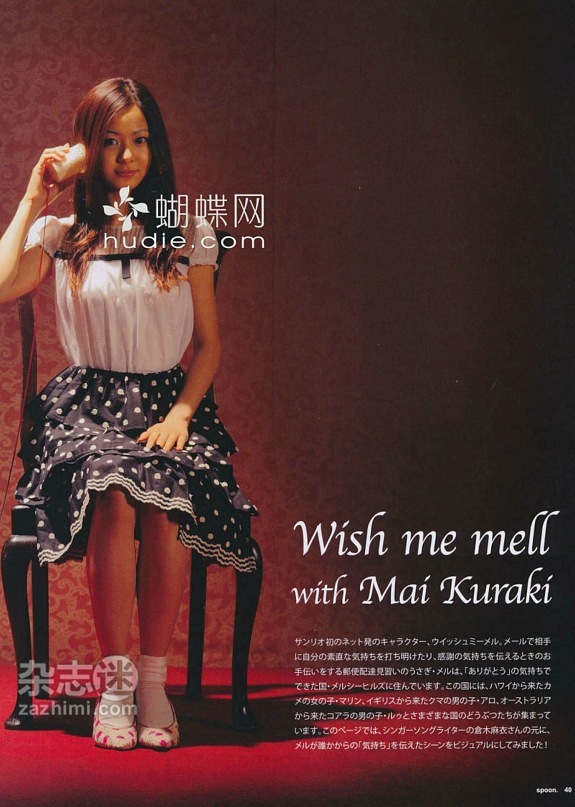 蝴蝶网
hudie.com
Wish me mell
with Mai Kuraki
サンリオ初のネット発のキャラクター、ウイッシュミーメル。メールで相手
に自分の素直な気持ちを打ち明けたり、感謝の気持ちを伝えるときのお
手伝いをする郵便配達見習いのうさぎ・メルは、「ありがとう」の気持ちで
できた国・メルシーヒルズに住んでいます。この国には、ハワイから来たカ
メの女の子・マリン、イギリスから来たクマの男の子・アロ、オーストラリア
から来たコアラの男の子・ルゥとさまざまな国のどうぶつたちが集まって
います。このページでは、シンガーソングライターの倉木麻衣さんの元に、
メルが誰かからの「気持ち」を伝えたシーンをビジュアルにしてみました!
杂志迷
zazhimi.com
spoon. 40